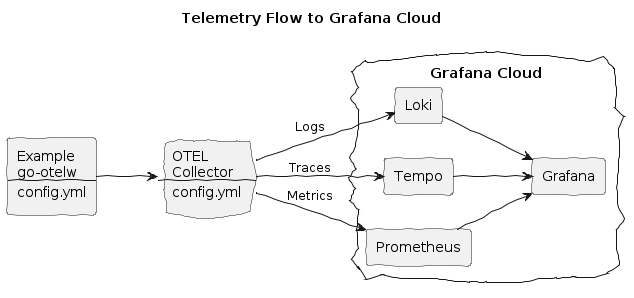 Telemetry Flow to Grafana Cloud
Grafana Cloud
Example
go-otelw
config.yml
OTEL
Collector
config.yml
Logs
Traces
Metrics
Loki
Tempo
Prometheus
Grafana